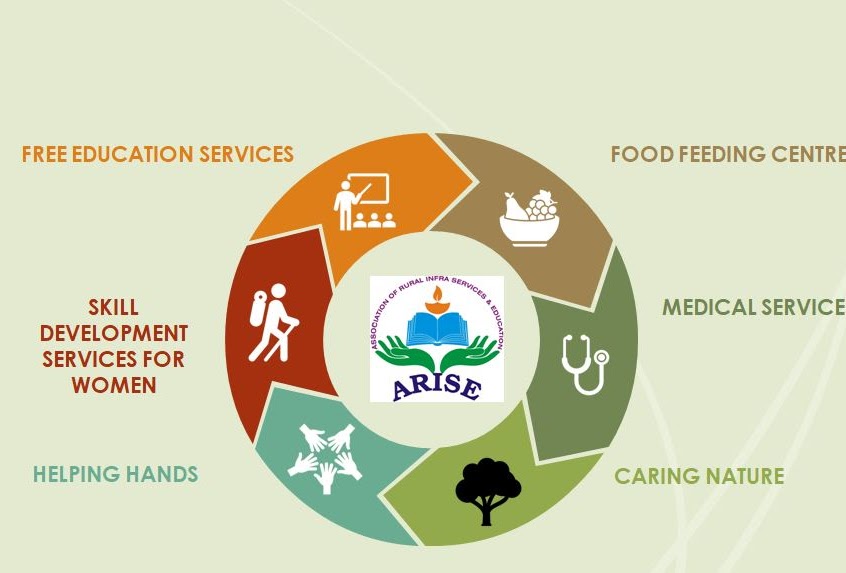 FREE EDUCATION SERVICES
FOOD FEEDING CENTRE
SKILL
DEVELOPMENT
SERVICES FOR
WOMEN
MEDICAL SERVICE
HELPING HANDS
CARING NATURE
ASSOCIATION OF RURAL INFRA SERVICES & EDUCATION
ARISE